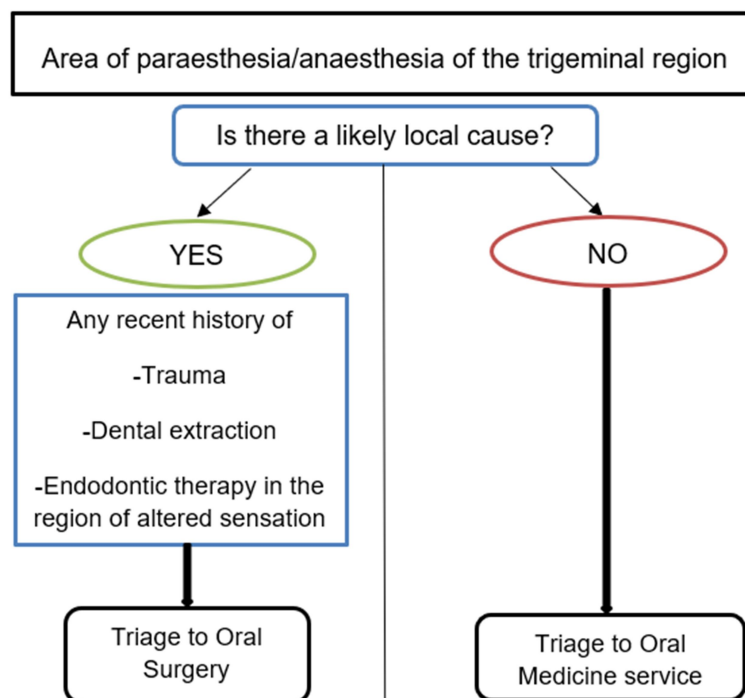 Area of paraesthesia/anaesthesia of the trigeminal region
Is there a likely local cause?
YES
NO
Any recent history of
-Trauma
-Dental extraction
-Endodontic therapy in the
region of altered sensation
Triage to Oral
Surgery
Triage to Oral
Medicine service